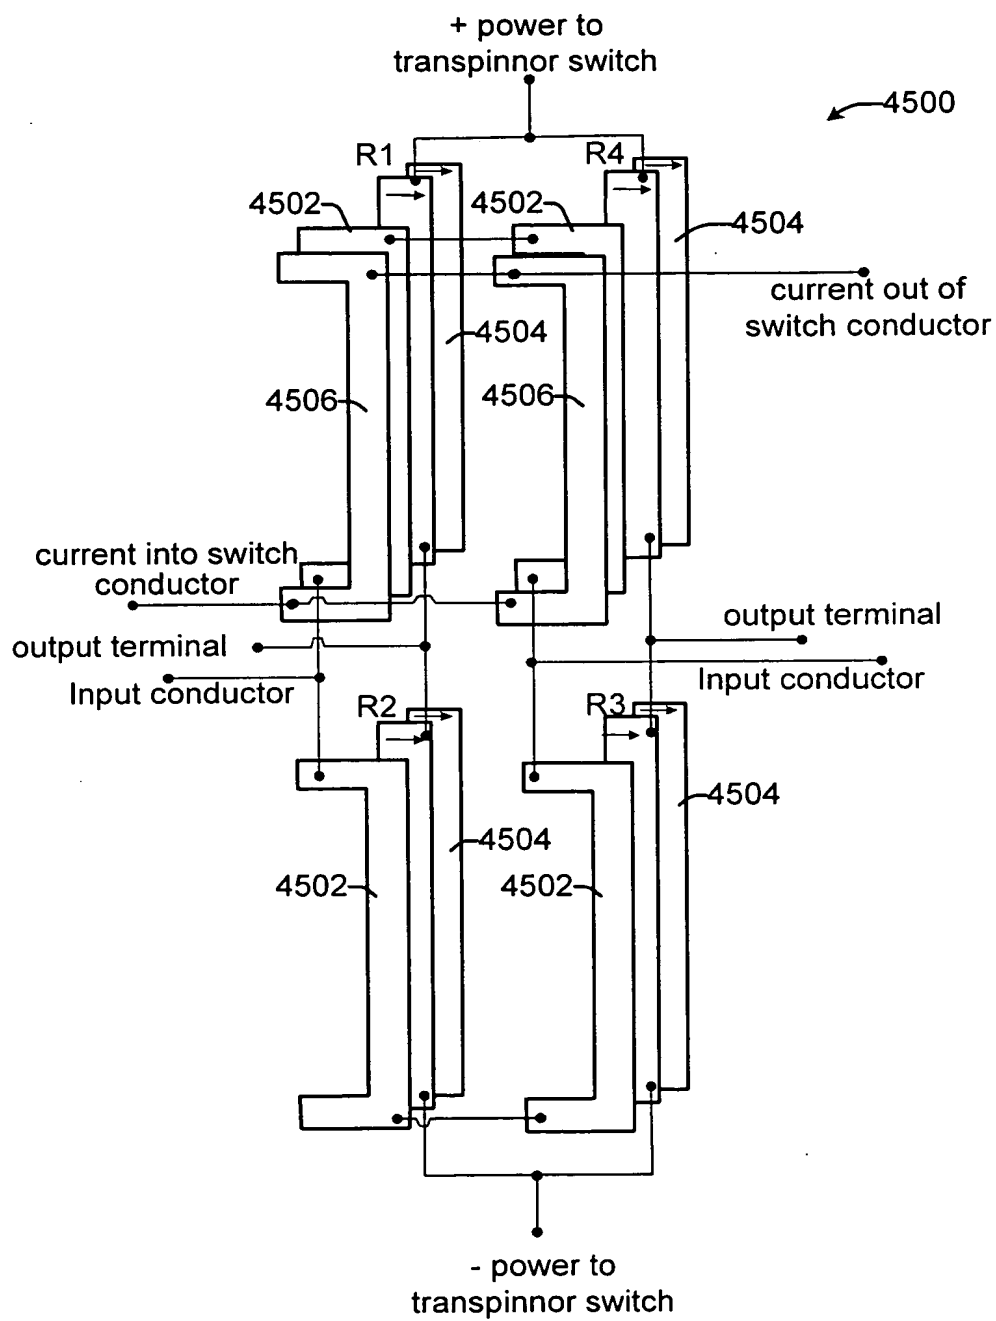 + power to
transpinnor switch
4500
R1
R4
4502
4502
4504
current out of
switch conductor
4504
4506
4506
current into switch
conductor
output terminal
output terminal
Input conductor
Input conductor
R2
R3
4504
4504
4502
4502
- power to
transpinnor switch